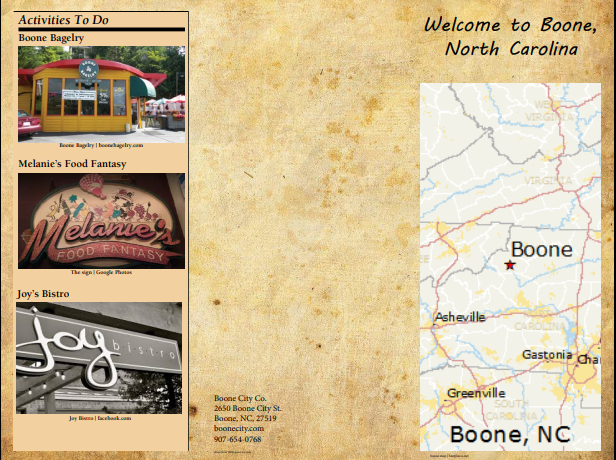 Activities To Do
Boone Bagelry
Boone Bagelry | boonebagelry.com
Melanie's Food Fantasy
Melanie's
FOOD FANTASY
The sign | Google Photos
Joy's Bistro
joy bistro
Joy Bistro | facebook.com
Boone City Co.
2650 Boone City St.
Boone, NC, 27519
boonecity.com
907-654-0768
Welcome to Boone,
North Carolina
WEST
VIRGINIA
VIRGINIA
Boone
Asheville
CAROLINA
Gastonia
Char
Greenville
SOUTH
CAROLINA
Boone, NC